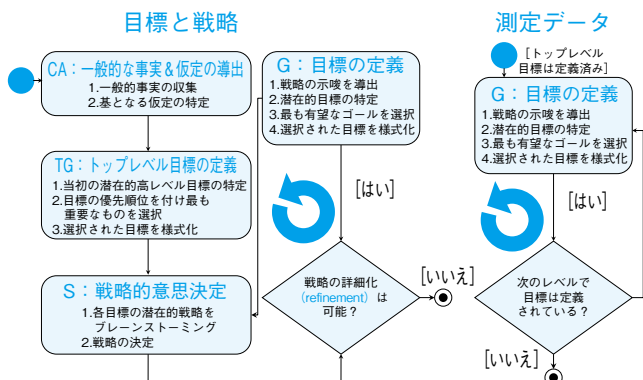 目標と戦略
CA：一般的な事実＆仮定の導出
1.一般的事実の収集
2.基となる仮定の特定
TG：トップレベル目標の定義
1.当初の潜在的高レベル目標の特定
2.目標の優先順位を付け最も
重要なものを選択
3.選択された目標を様式化
S：戦略的意思決定
1.各目標の潜在的戦略を
ブレーンストーミング
2.戦略の決定
G：目標の定義
1.戦略の示唆を導出
2.潜在的目標の特定
3.最も有望なゴールを選択
4.選択された目標を様式化
[はい]
戦略の詳細化
（refinement）は
可能？
[いいえ]
測定データ
[トップレベル
目標は定義済み]
G：目標の定義
1.戦略の示唆を導出
2.潜在的目標の特定
3.最も有望なゴールを選択
4.選択された目標を様式化
[はい]
次のレベルで
目標は定義
されている？
[いいえ]